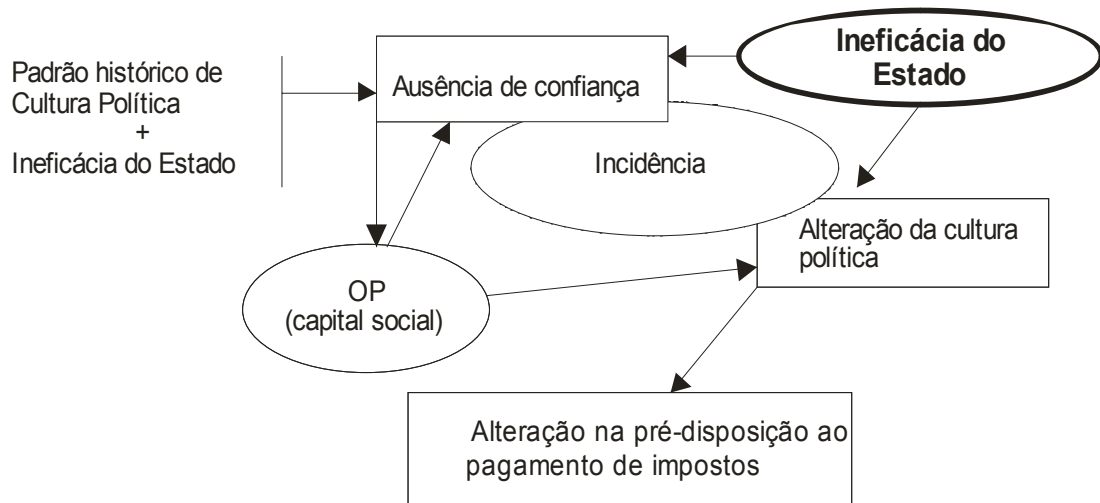 Padrão histórico de
Cultura Política
+
Ineficácia do Estado
Ausência de confiança
Ineficácia do
Estado
Incidência
Alteração da cultura
política
OP
(capital social)
Alteração na pré-disposição ao
pagamento de impostos